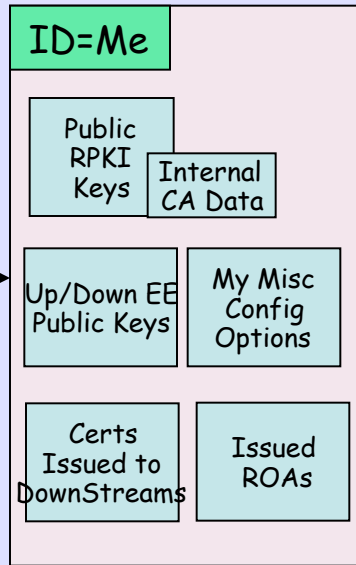 ID=Me
Public
RPKI
Keys
Internal
CA Data
Up/Down EE
Public Keys
My Misc
Config
Options
Certs
Issued to
DownStreams
Issued
ROAs